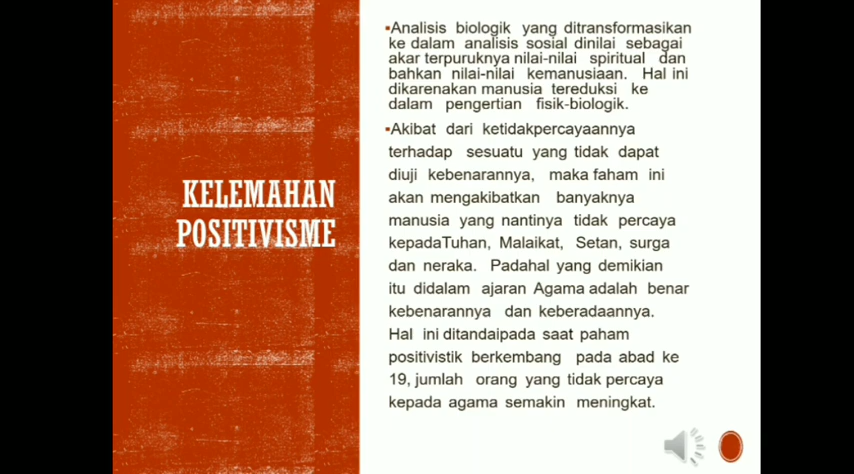 KELEMAHAN
POSITIVISME
▪Analisis biologik yang ditransformasikan
ke dalam analisis sosial dinilai sebagai
akar terpuruknya nilai-nilai spiritual dan
bahkan nilai-nilai kemanusiaan. Hal ini
dikarenakan manusia tereduksi ke
dalam pengertian fisik-biologik.
▪Akibat dari ketidakpercayaannya
terhadap sesuatu yang tidak dapat
diuji kebenarannya, maka faham ini
akan mengakibatkan banyaknya
manusia yang nantinya tidak percaya
kepadaTuhan, Malaikat, Setan, surga
dan neraka. Padahal yang demikian
itu didalam ajaran Agama adalah benar
kebenarannya dan keberadaannya.
Hal ini ditandaipada saat paham
positivistik berkembang pada abad ke
19, jumlah orang yang tidak percaya
kepada agama semakin meningkat.